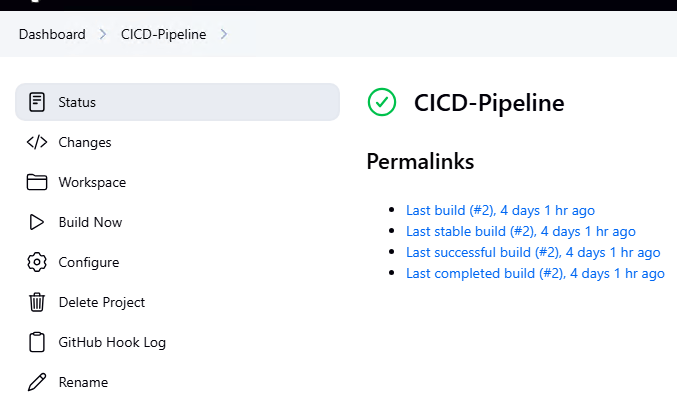 Dashboard > CICD-Pipeline >
Status
Changes
Workspace
Build Now
Configure
Delete Project
GitHub Hook Log
Rename
CICD-Pipeline
Permalinks
Last build (#2), 4 days 1 hr ago
Last stable build (#2), 4 days 1 hr ago
Last successful build (#2), 4 days 1 hr ago
Last completed build (#2), 4 days 1 hr ago